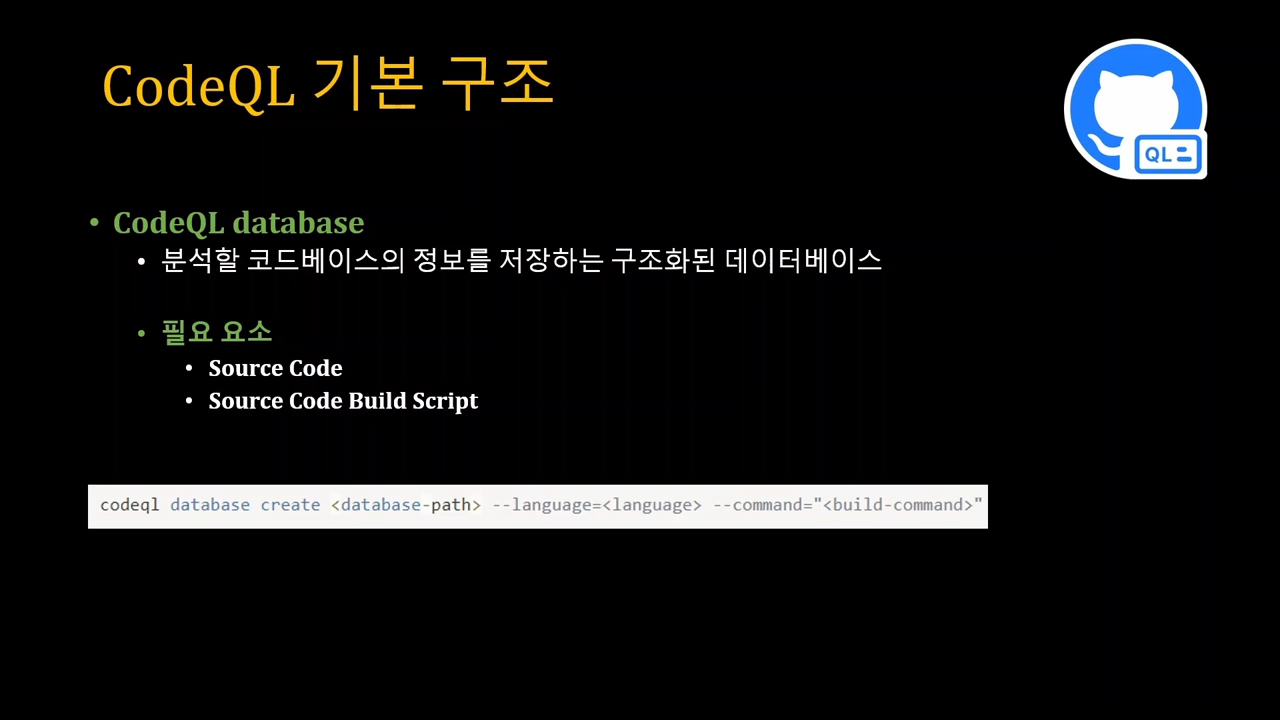 CodeQL 기본 구조
QL
• CodeQL database
• 분석할 코드베이스의 정보를 저장하는 구조화된 데이터베이스
• 필요 요소
• Source Code
• Source Code Build Script
codeql database create <database-path> --language=<language> --command="<build-command>"